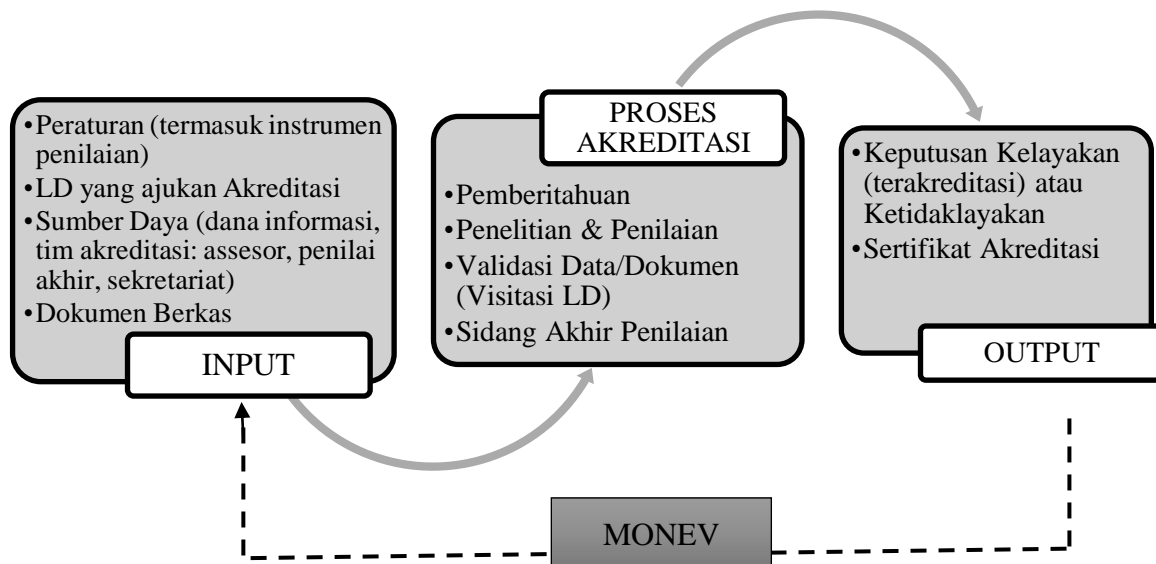 •Peraturan (termasuk instrumen
penilaian)
•LD yang ajukan Akreditasi
•Sumber Daya (dana informasi,
tim akreditasi: assesor, penilai
akhir, sekretariat)
•Dokumen Berkas
INPUT
PROSES
AKREDITASI
•Pemberitahuan
•Penelitian & Penilaian
•Validasi Data/Dokumen
(Visitasi LD)
•Sidang Akhir Penilaian
•Keputusan Kelayakan
(terakreditasi) atau
Ketidaklayakan
•Sertifikat Akreditasi
OUTPUT
MONEV